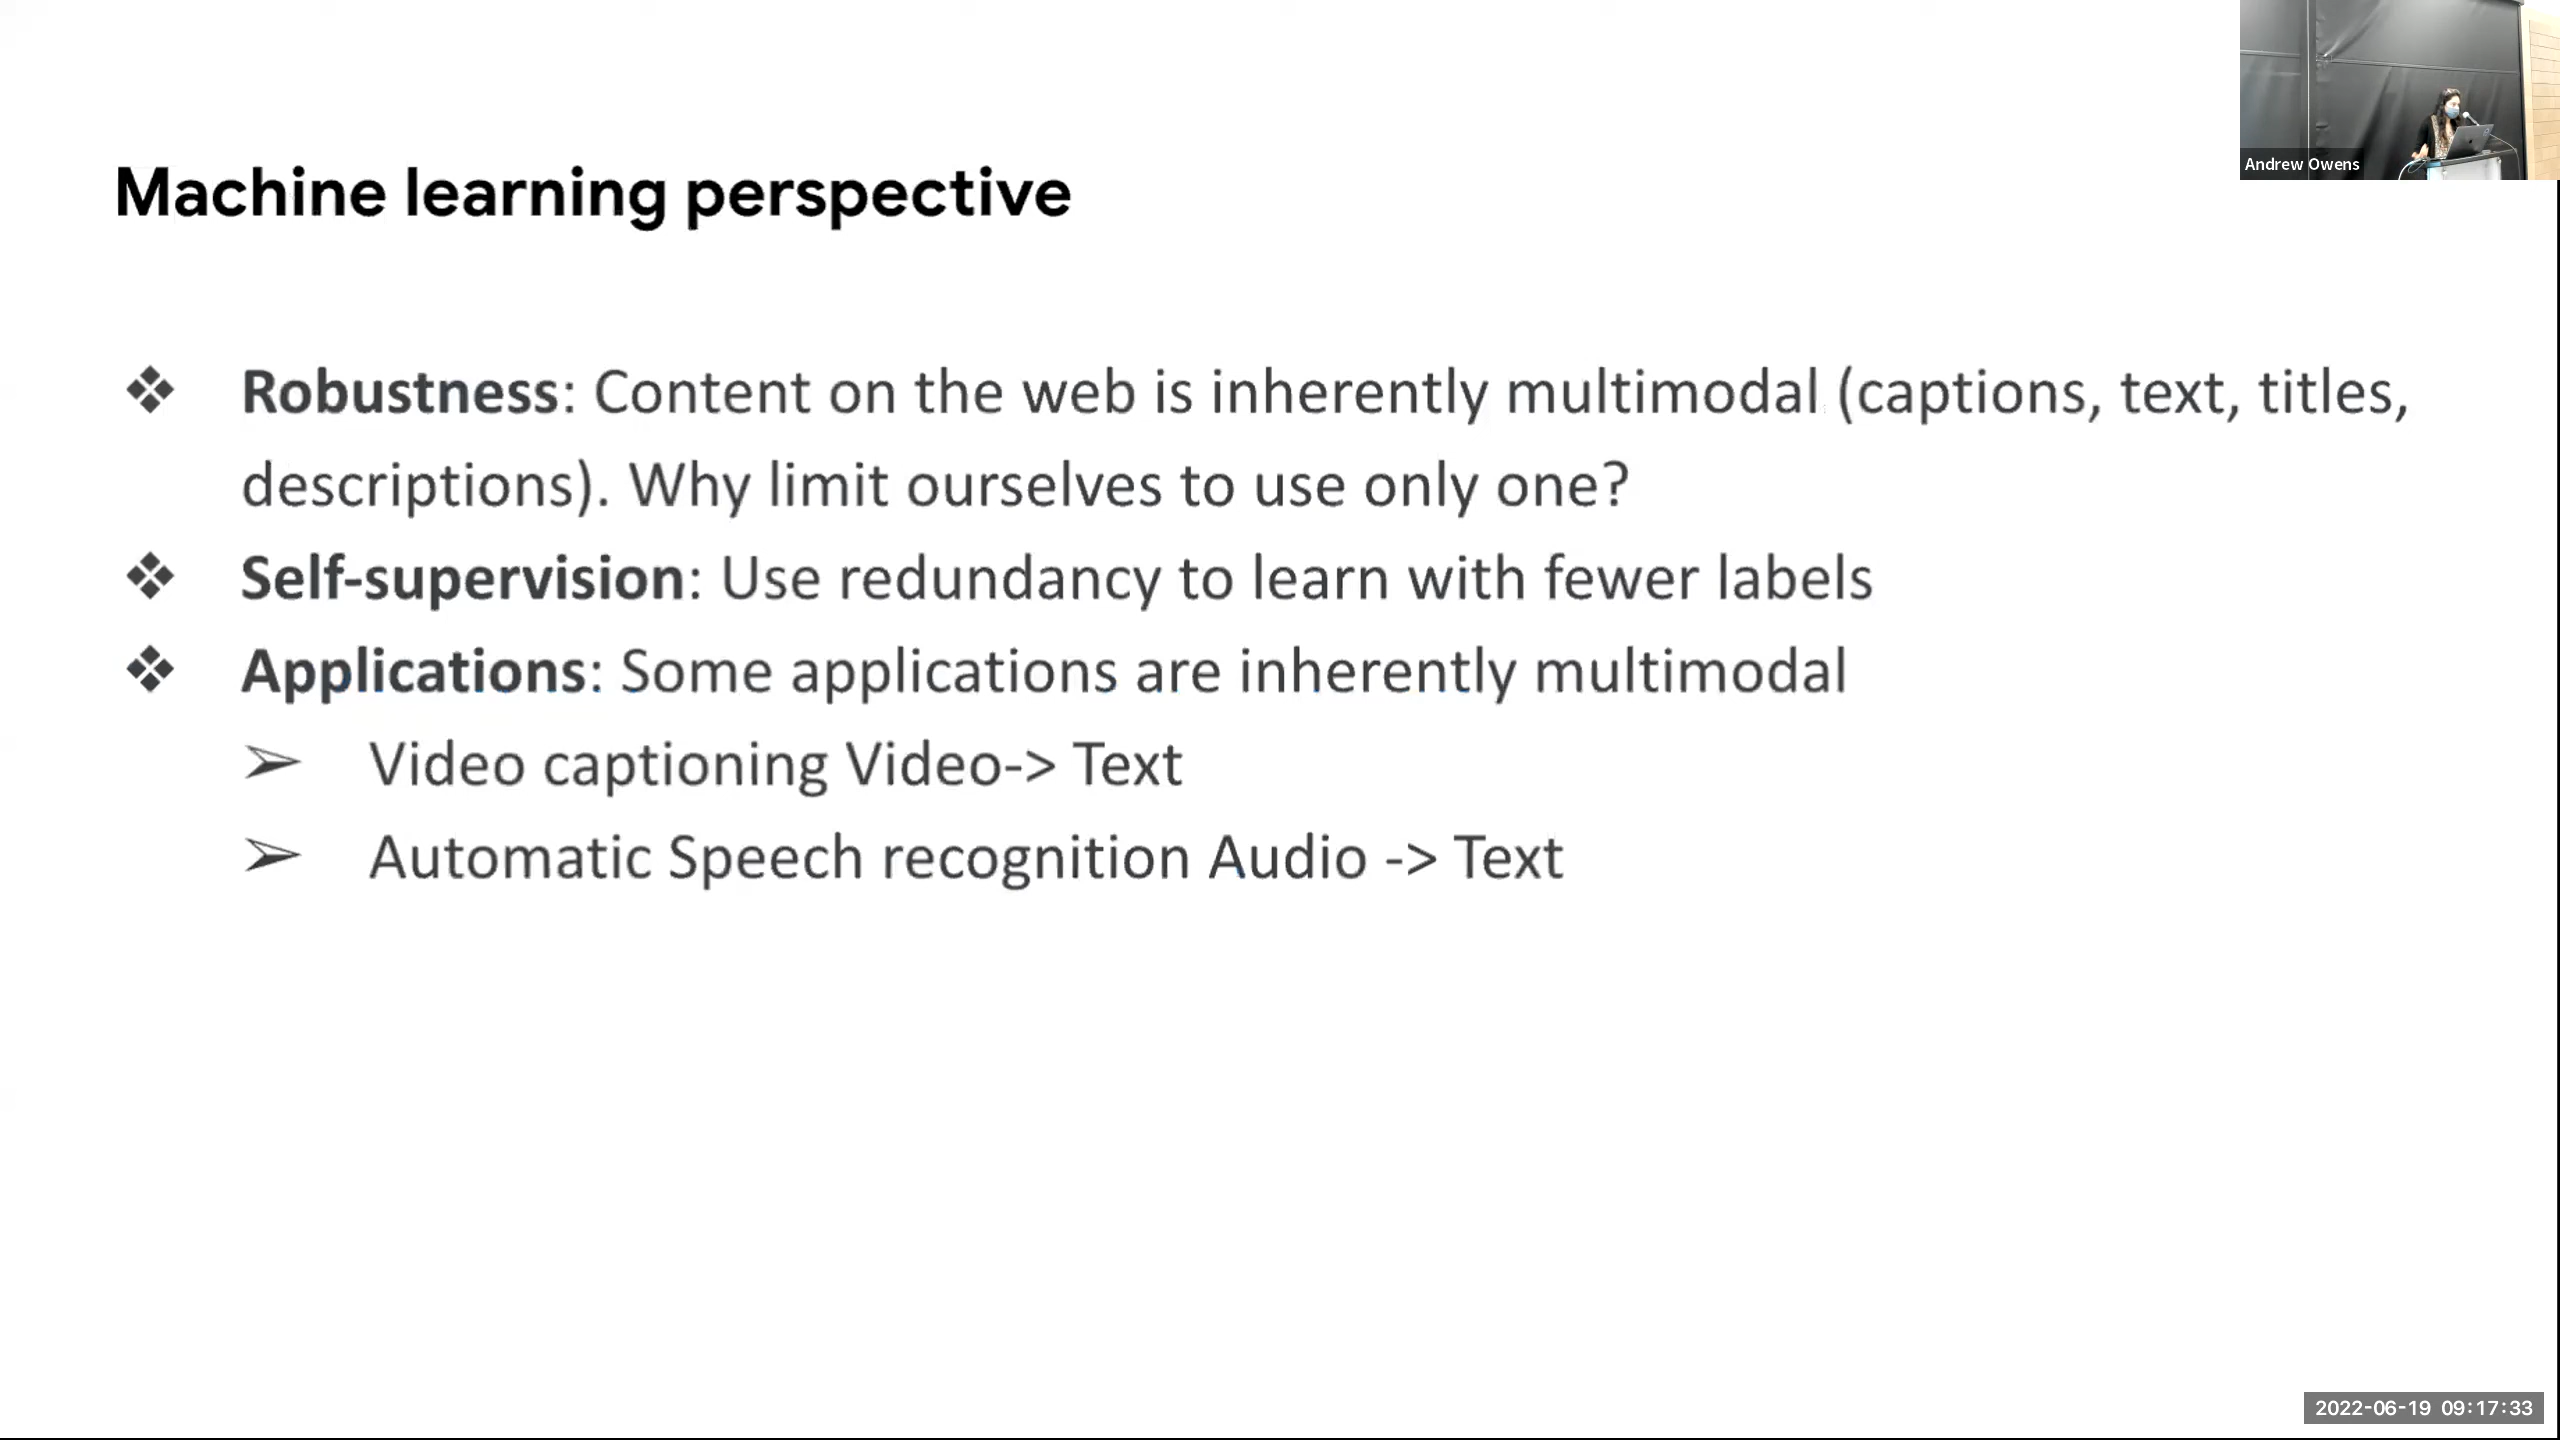 Andrew Owens
Machine learning perspective
❖ Robustness: Content on the web is inherently multimodal (captions, text, titles,
descriptions). Why limit ourselves to use only one?
❖ Self-supervision: Use redundancy to learn with fewer labels
❖ Applications: Some applications are inherently multimodal
➢ Video captioning Video-> Text
➢ Automatic Speech recognition Audio -> Text
2022-06-19 09:17:33